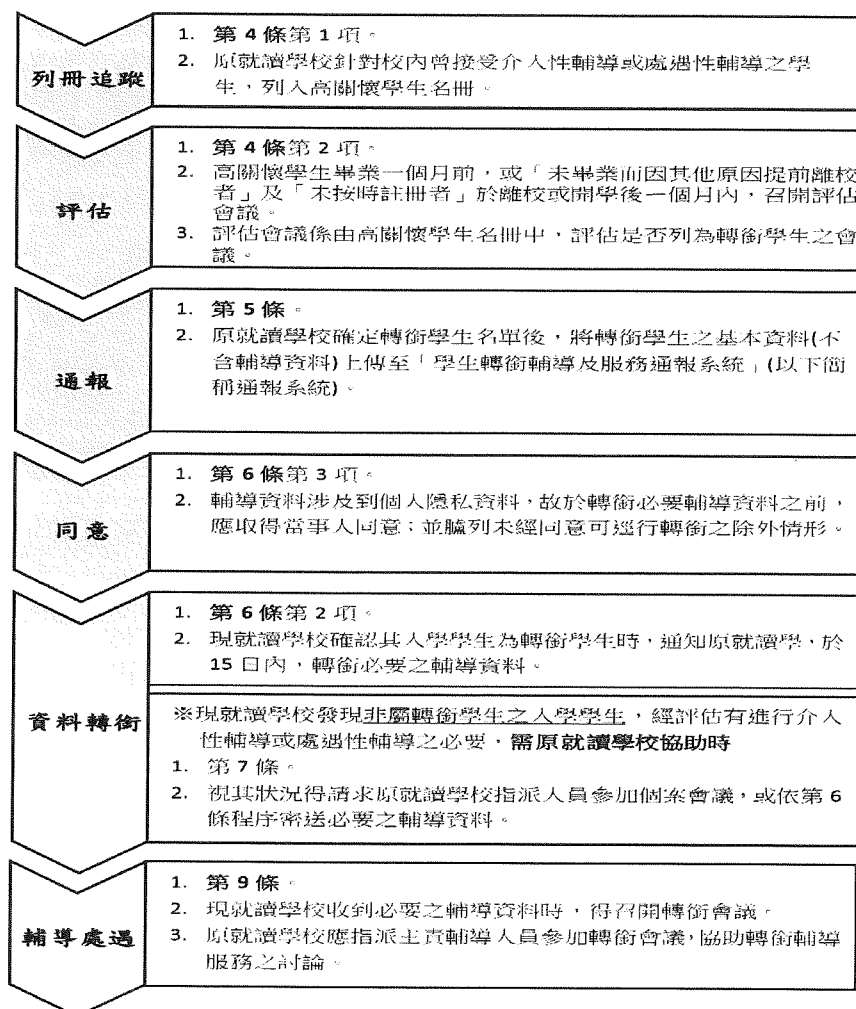 列冊追蹤
1. 第 4 條第 1 項。
2. 原就讀學校針對校內曾接受介入性輔導或處遇性輔導之學
生，列入高關懷學生名冊。
評估
1. 第 4 條第 2 項。
2. 高關懷學生畢業一個月前，或「未畢業而因其他原因提前離校
者」及「未按時註冊者」於離校或開學後一個月內，召開評估
會議。
3. 評估會議係由高關懷學生名冊中，評估是否列為轉銜學生之會
議。
通報
1. 第 5 條。
2. 原就讀學校確定轉銜學生名單後，將轉銜學生之基本資料(不
含輔導資料)上傳至「學生轉銜輔導及服務通報系統」(以下簡
稱通報系統)。
同意
1. 第 6 條第 3 項。
2. 輔導資料涉及到個人隱私資料，故於轉銜必要輔導資料之前，
應取得當事人同意；並臚列未經同意可逕行轉銜之除外情形。
資料轉銜
1. 第 6 條第 2 項。
2. 現就讀學校確認其入學學生為轉銜學生時，通知原就讀學，於
15 日內，轉銜必要之輔導資料。
※現就讀學校發現非屬轉銜學生之入學學生，經評估有進行介入
性輔導或處遇性輔導之必要，需原就讀學校協助時
1. 第 7 條。
2. 視其狀況得請求原就讀學校指派人員參加個案會議，或依第 6
條程序密送必要之輔導資料。
輔導處遇
1. 第 9 條。
2. 現就讀學校收到必要之輔導資料時，得召開轉銜會議。
3. 原就讀學校應指派主責輔導人員參加轉銜會議，協助轉銜輔導
服務之討論。